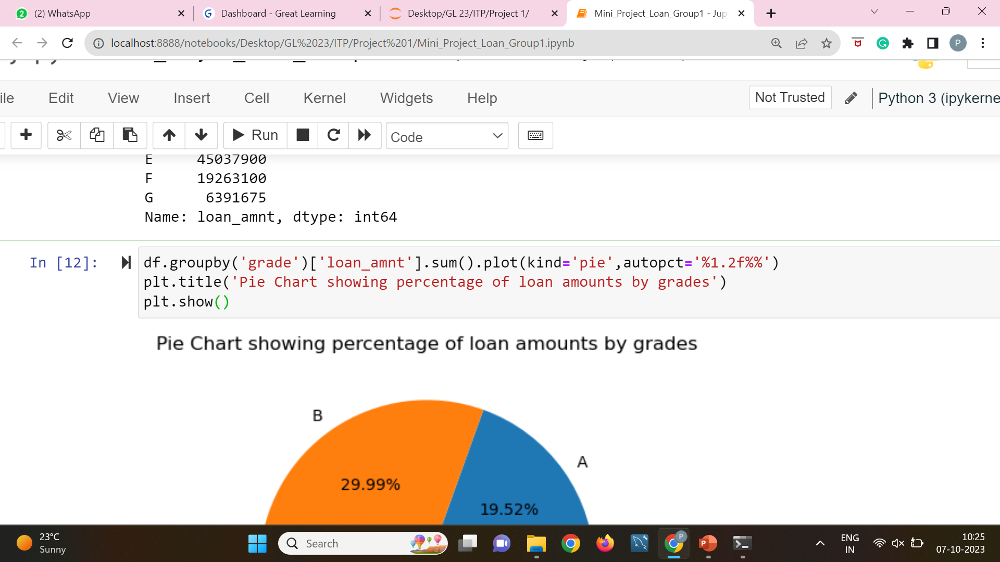 2 (2) WhatsApp
G Dashboard - Great Learning
Desktop/GL 23/ITP/Project 1/
Mini_Project_Loan_Group1 - Jup
localhost:8888/notebooks/Desktop/GL%2023/ITP/Project%201/Mini_Project_Loan_Group1.ipynb
G
P
ile Edit View Insert Cell Kernel Widgets Help
Not Trusted
Python 3 (ipykerne
Run
Code
E 45037900
F 19263100
G 6391675
Name: loan_amnt, dtype: int64
In [12]:
df.groupby('grade')['loan_amnt'].sum().plot(kind='pie',autopct='%1.2f%%')
plt.title('Pie Chart showing percentage of loan amounts by grades')
plt.show()
Pie Chart showing percentage of loan amounts by grades
B
A
29.99%
19.52%
23°C
Sunny
Search
P
P
ENG
IN
10:25
07-10-2023